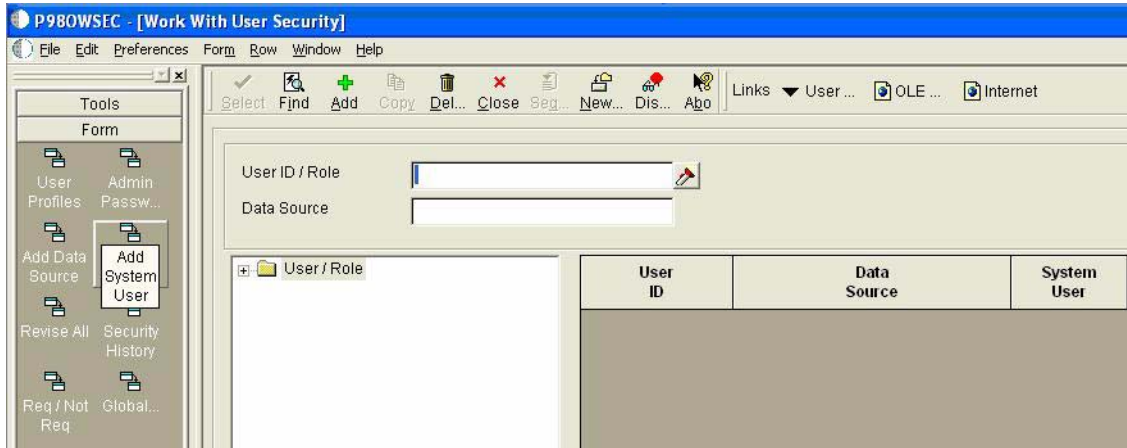 P98OWSEC - [Work With User Security]
File Edit Preferences Form Row Window Help
Select Find Add Copy Del... Close Seq... New... Dis... Abo Links User ... OLE ... Internet
Tools
Form
User Profiles
Admin Passw...
Add Data Source
Add System User
Revise All
Security History
Req / Not Req
Global...
User ID / Role
Data Source
User / Role
User ID
Data Source
System User